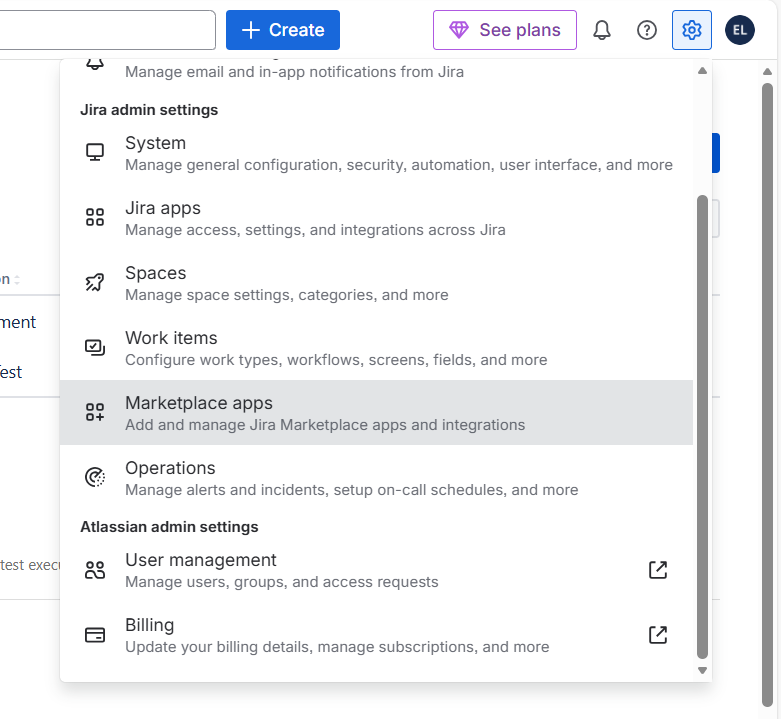 Create
See plans
EL
Manage email and in-app notifications from Jira
Jira admin settings
System
Manage general configuration, security, automation, user interface, and more
Jira apps
Manage access, settings, and integrations across Jira
Spaces
Manage space settings, categories, and more
on
ment
Work items
Configure work types, workflows, screens, fields, and more
est
Marketplace apps
Add and manage Jira Marketplace apps and integrations
Operations
Manage alerts and incidents, setup on-call schedules, and more
Atlassian admin settings
User management
Manage users, groups, and access requests
test execu
Billing
Update your billing details, manage subscriptions, and more